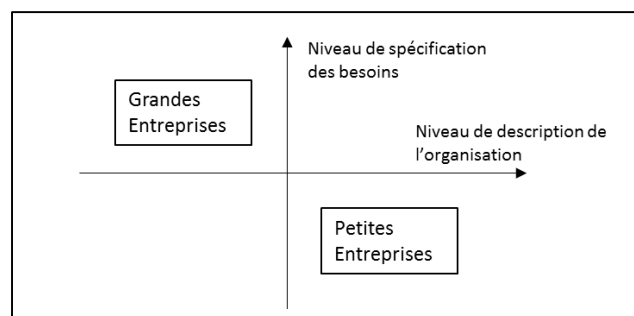 Niveau de spécification
des besoins
Grandes
Entreprises
Niveau de description de
l'organisation
Petites
Entreprises